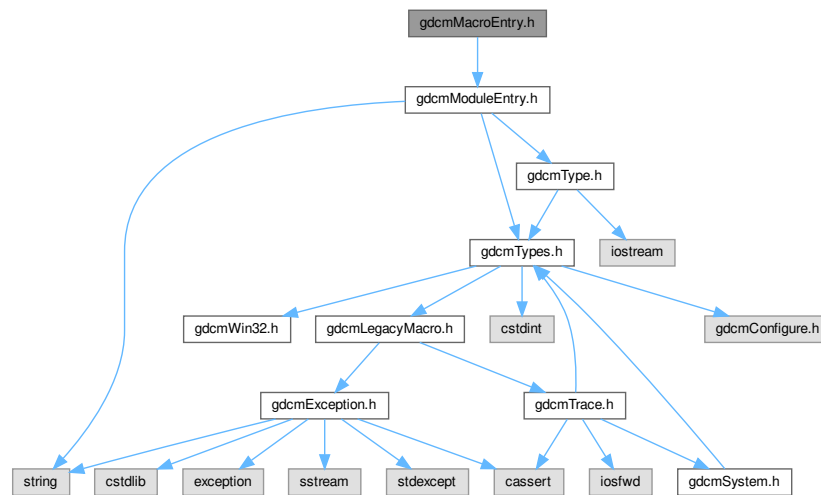 gdcmMacroEntry.h
gdcmModuleEntry.h
gdcmType.h
gdcmTypes.h
iostream
gdcmWin32.h
gdcmLegacyMacro.h
cstdint
gdcmConfigure.h
gdcmException.h
gdcmTrace.h
string
cstdlib
exception
sstream
stdexcept
cassert
iosfwd
gdcmSystem.h